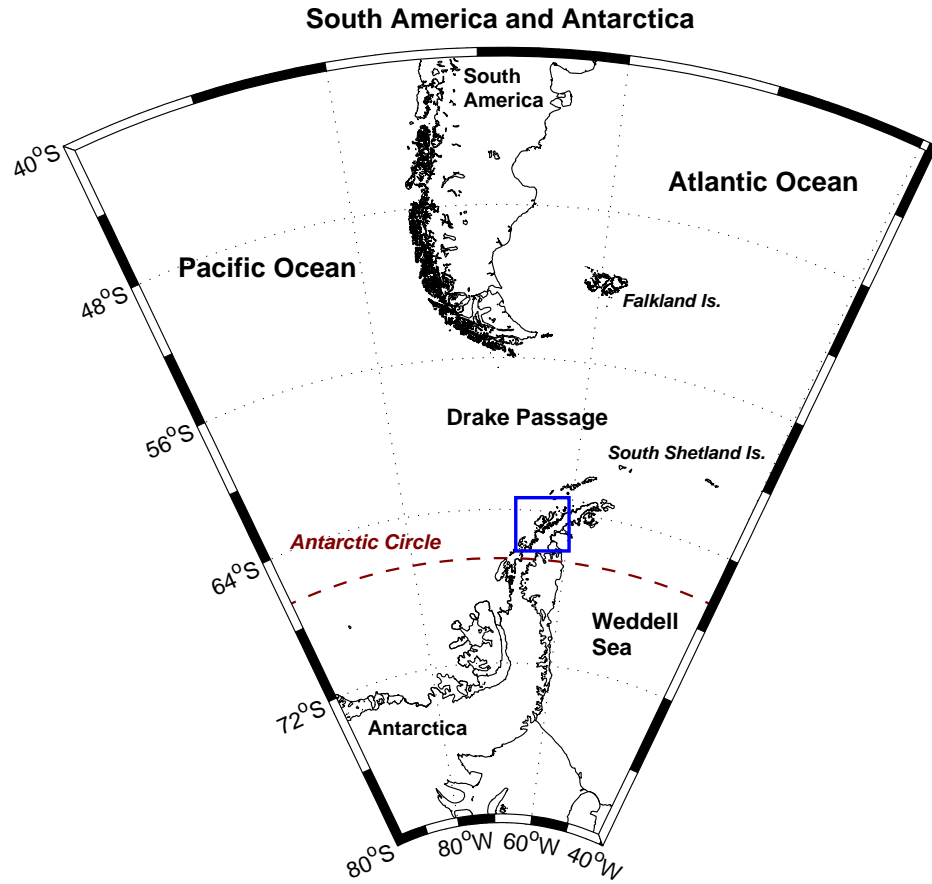 South America and Antarctica
South
America
40°S
Atlantic Ocean
Pacific Ocean
48°S
Falkland Is.
Drake Passage
56°S
South Shetland Is.
Antarctic Circle
64°S
Weddell
Sea
72°S
Antarctica
80°S
80°W
60°W
40°W